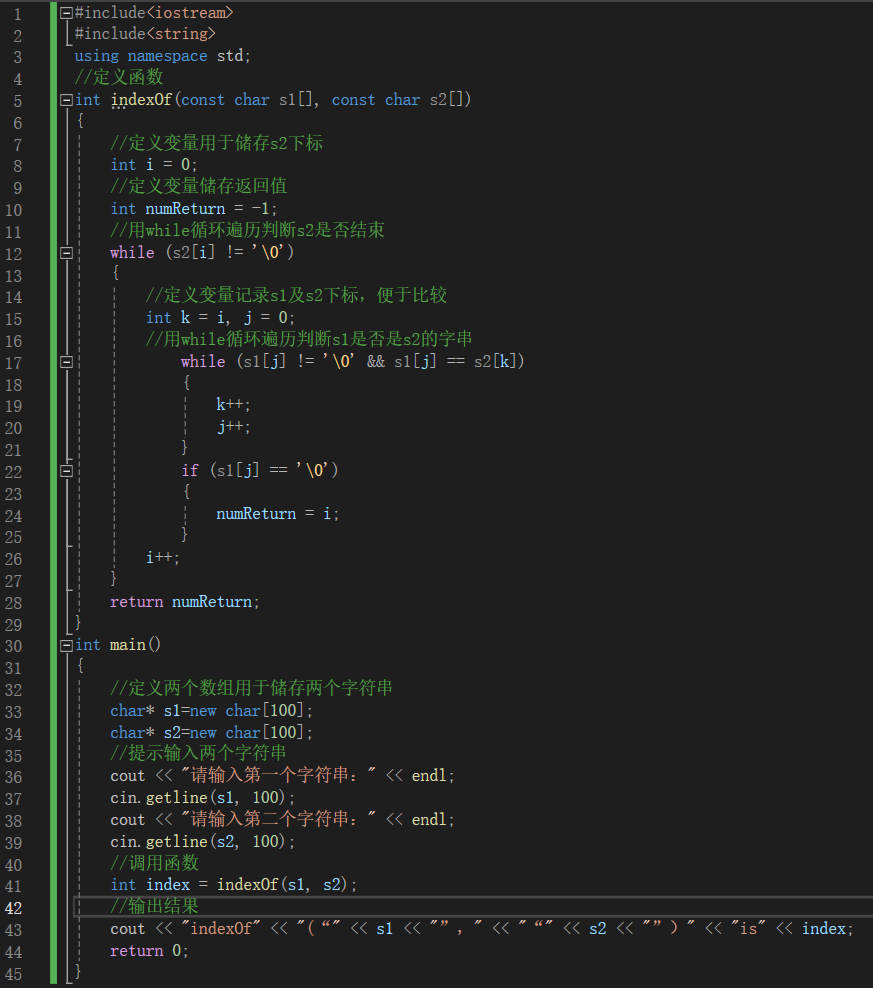 1 #include<iostream>
2 #include<string>
3 using namespace std;
4 //定义函数
5 int indexOf(const char s1[], const char s2[])
6 {
7 //定义变量用于储存s2下标
8 int i = 0;
9 //定义变量储存返回值
10 int numReturn = -1;
11 //用while循环遍历判断s2是否结束
12 while (s2[i] != '\0')
13 {
14 //定义变量记录s1及s2下标，便于比较
15 int k = i, j = 0;
16 //用while循环遍历判断s1是否是s2的字串
17 while (s1[j] != '\0' && s1[j] == s2[k])
18 {
19 k++;
20 j++;
21 }
22 if (s1[j] == '\0')
23 {
24 numReturn = i;
25 }
26 i++;
27 }
28 return numReturn;
29 }
30 int main()
31 {
32 //定义两个数组用于储存两个字符串
33 char* s1=new char[100];
34 char* s2=new char[100];
35 //提示输入两个字符串
36 cout << "请输入第一个字符串：" << endl;
37 cin.getline(s1, 100);
38 cout << "请输入第二个字符串：" << endl;
39 cin.getline(s2, 100);
40 //调用函数
41 int index = indexOf(s1, s2);
42 //输出结果
43 cout << "indexOf" << "(“" << s1 << "”，" << "“" << s2 << "”）" << "is" << index;
44 return 0;
45 }